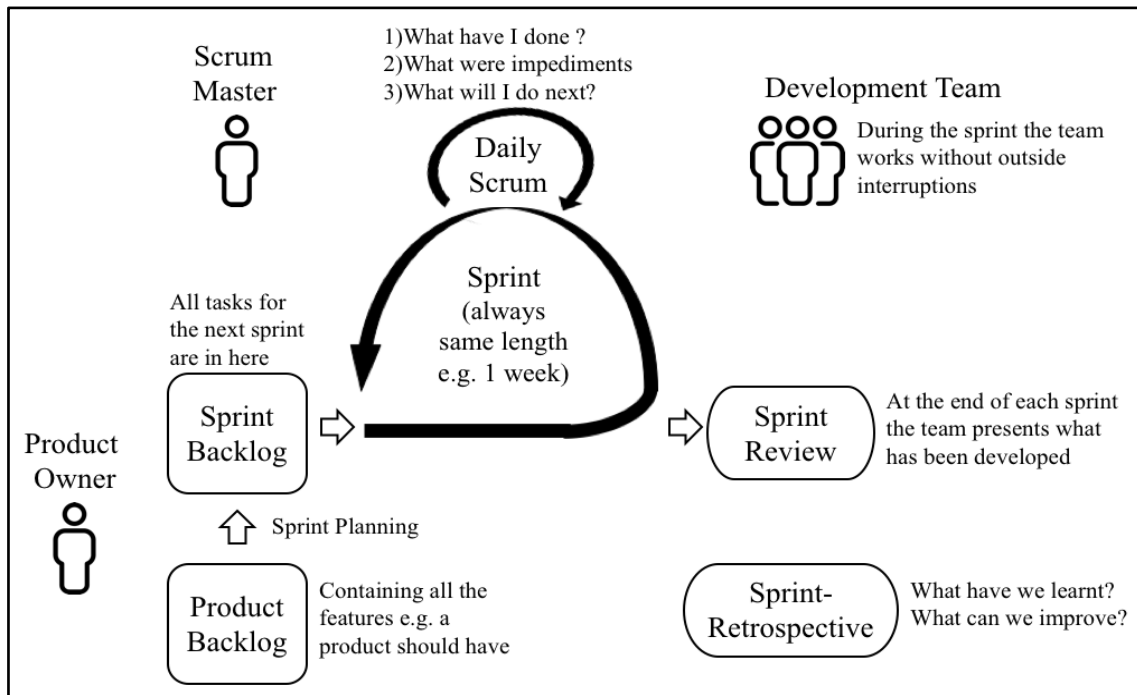 Scrum
Master
1)What have I done ?
2)What were impediments
3)What will I do next?
Daily
Scrum
Development Team
During the sprint the team
works without outside
interruptions
Sprint
(always
same length
e.g. 1 week)
All tasks for
the next sprint
are in here
Sprint
Backlog
Product
Owner
Sprint Planning
Product
Backlog
Containing all the
features e.g. a
product should have
Sprint
Review
At the end of each sprint
the team presents what
has been developed
Sprint-
Retrospective
What have we learnt?
What can we improve?